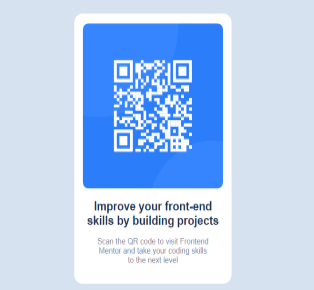 Improve your front-end
skills by building projects
Scan the QR code to visit Frontend
Mentor and take your coding skills
to the next level